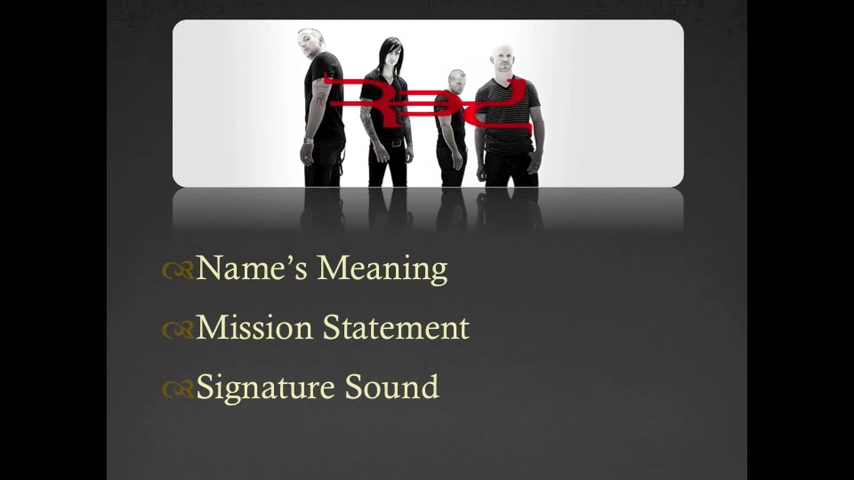 Red
Name's Meaning
Mission Statement
Signature Sound